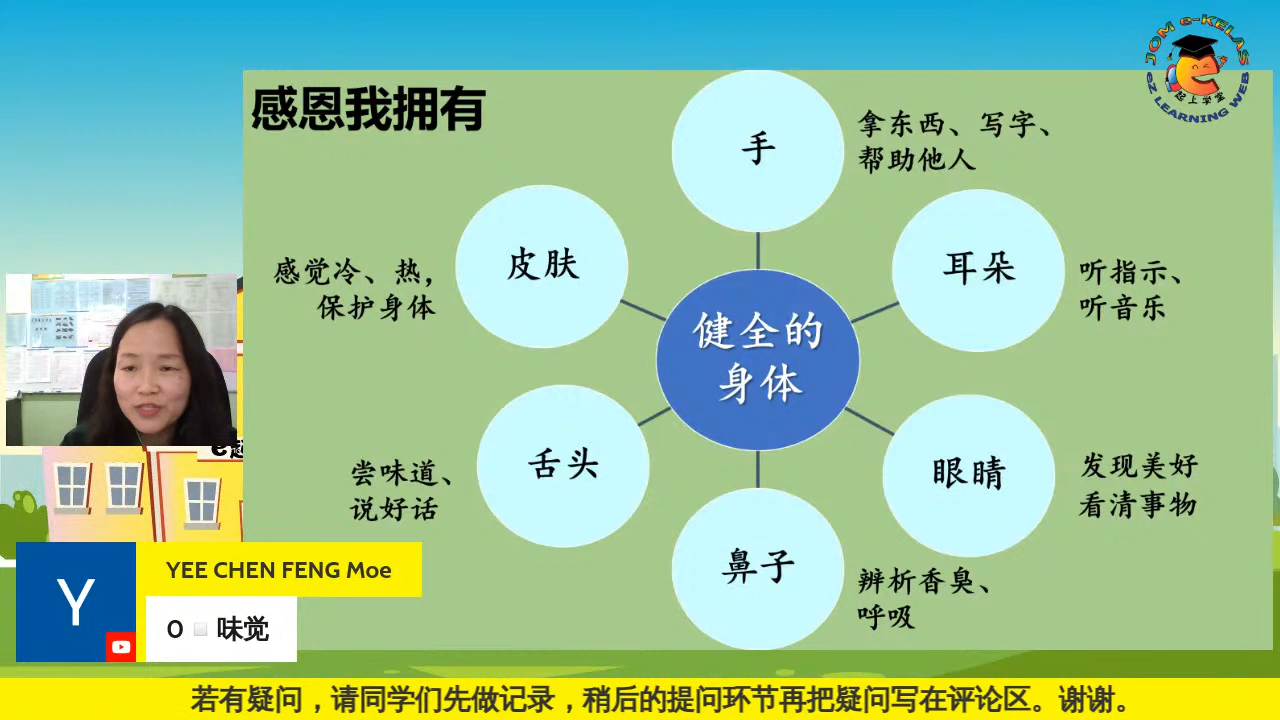 JOM e-KELAS
起上学堂
eZ LEARNING WEB
感恩我拥有
手
拿东西、写字、
帮助他人
皮肤
感觉冷、热，
保护身体
耳朵
听指示、
听音乐
健全的
身体
舌头
尝味道、
说好话
眼睛
发现美好
看清事物
鼻子
辨析香臭、
呼吸
Y
YEE CHEN FENG Moe
O▫️味觉
若有疑问，请同学们先做记录，稍后的提问环节再把疑问写在评论区。谢谢。